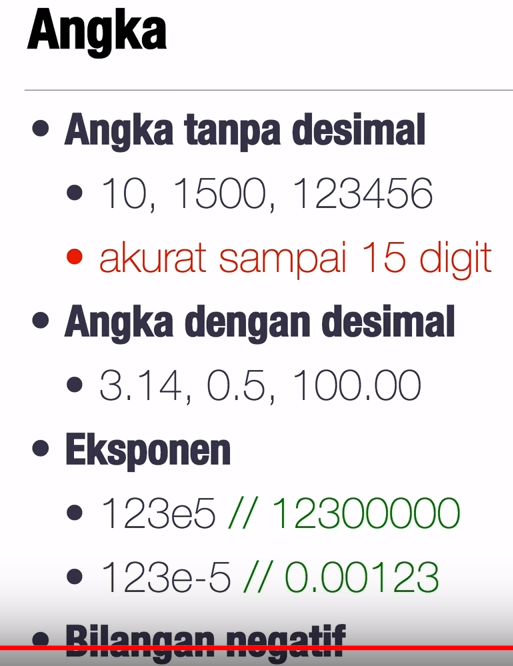 Angka
• Angka tanpa desimal
• 10, 1500, 123456
• akurat sampai 15 digit
• Angka dengan desimal
• 3.14, 0.5, 100.00
• Eksponen
• 123e5 // 12300000
• 123e-5 // 0.00123
• Bilangan negatif